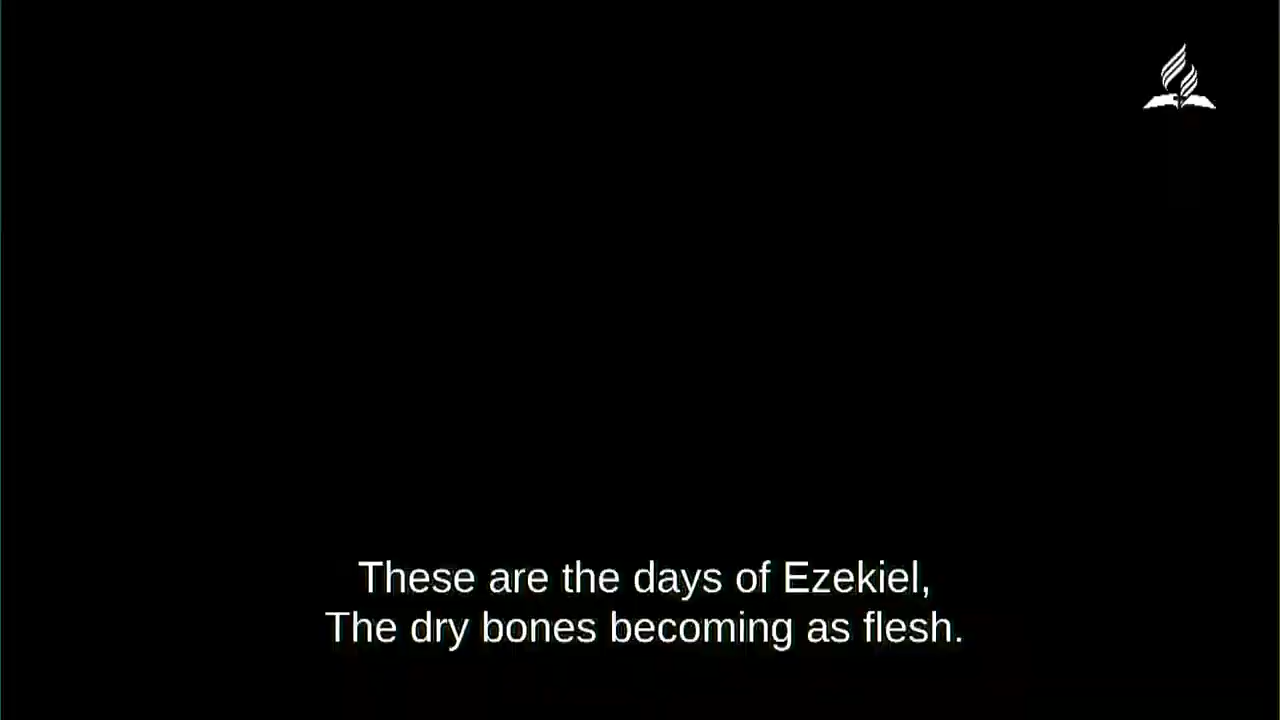 These are the days of Ezekiel,
The dry bones becoming as flesh.